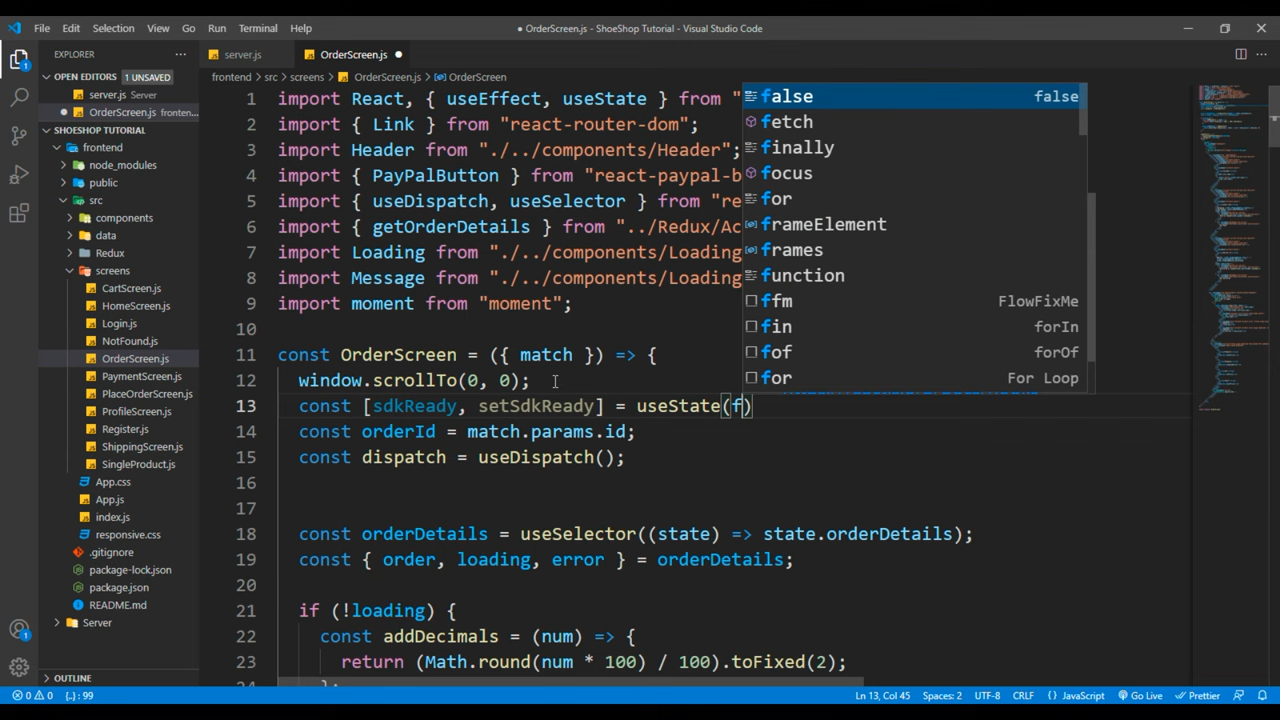 File Edit Selection View Go Run Terminal Help
● OrderScreen.js - ShoeShop Tutorial - Visual Studio Code
EXPLORER
OPEN EDITORS 1 UNSAVED
server.js Server
OrderScreen.js fronten...
SHOESHOP TUTORIAL
frontend
node_modules
public
src
components
data
Redux
screens
CartScreen.js
HomeScreen.js
Login.js
NotFound.js
OrderScreen.js
PaymentScreen.js
PlaceOrderScreen.js
ProfileScreen.js
Register.js
ShippingScreen.js
SingleProduct.js
App.css
App.js
index.js
responsive.css
.gitignore
package-lock.json
package.json
README.md
Server
OUTLINE
1
1
server.js
OrderScreen.js ●
frontend > src > screens > OrderScreen.js > OrderScreen
1 import React, { useEffect, useState } from "
2 import { Link } from "react-router-dom";
3 import Header from "./../components/Header";
4 import { PayPalButton } from "react-paypal-b
5 import { useDispatch, useSelector } from "re
6 import { getOrderDetails } from "../Redux/Ac
7 import Loading from "./../components/Loading
8 import Message from "./../components/Loading
9 import moment from "moment";
10
11 const OrderScreen = ({ match }) => {
12 window.scrollTo(0, 0);
13 const [sdkReady, setSdkReady] = useState(f)
14 const orderId = match.params.id;
15 const dispatch = useDispatch();
16
17
18 const orderDetails = useSelector((state) => state.orderDetails);
19 const { order, loading, error } = orderDetails;
20
21 if (!loading) {
22 const addDecimals = (num) => {
23 return (Math.round(num * 100) / 100).toFixed(2);
24 };
false false
fetch
finally
focus
for
frameElement
frames
function
ffm FlowFixMe
fin forIn
fof forOf
for For Loop
0 0 {..} : 99
Ln 13, Col 45 Spaces: 2 UTF-8 CRLF {} JavaScript Go Live Prettier